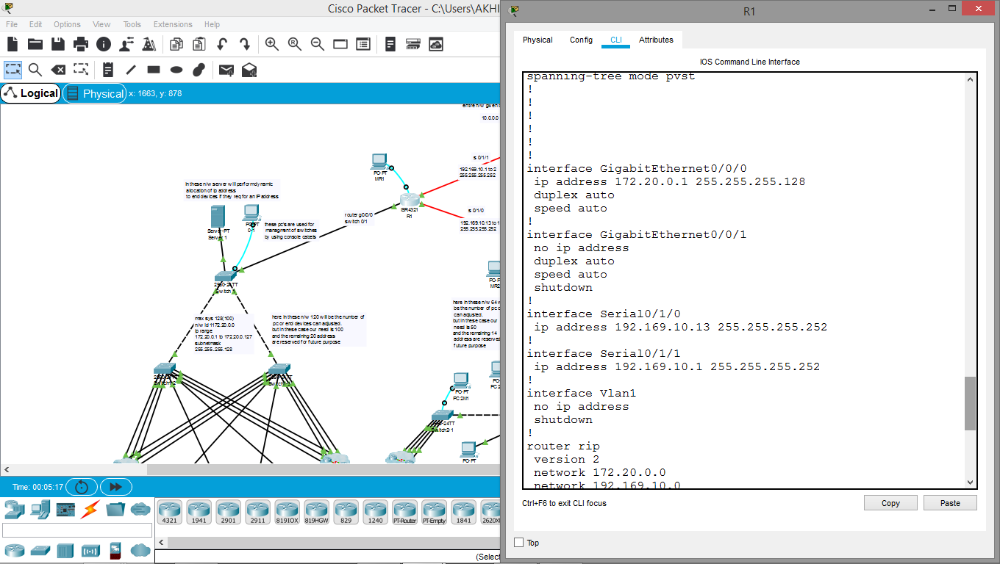 Cisco Packet Tracer - C:\Users\AKHI
File Edit Options View Tools Extensions Help
Logical
Physical
x: 1663, y: 878
entire n/w given b
10.0.0.0
s 0/1/1
192.169.10.1 to 2
255.255.255.252
PC-PT
MR1
ISR4321
R1
s 0/1/0
192.169.10.13 to 1
255.255.255.252
router g0/0/0
switch 0/1
in these n/w server will perform dynamic
allocation of ip address
to end devices if they req for an IP address
Server-PT
Server 1
these pc's are used for
managment of switches
by using console cabels
max sys 128(100)
n/w id 1172.20.0.0
ip range
172.20.0.1 to 172.20.0.127
subnetmask
255.255..255.128
here in these n/w 120 will be the number of
pc or end devices can adjusted.
but in these case our need is 100
and the remaining 20 address
are reserved for future purpose
MR2
here in these n/w 64 w
be the number of pc o
can adjusted.
but in these case our
need is 50
and the remaining 14
address are reserved
future purpose
PC-PT
PC 2M1
Switch2-1
PC-PT
Time: 00:05:17
4321 1941 2901 2911 819IOX 819HGW 829 1240 PT-Router PT-Empty 1841 2620XM
(Select
R1
Physical Config CLI Attributes
IOS Command Line Interface
spanning-tree mode pvst
!
!
!
!
!
!
interface GigabitEthernet0/0/0
ip address 172.20.0.1 255.255.255.128
duplex auto
speed auto
!
interface GigabitEthernet0/0/1
no ip address
duplex auto
speed auto
shutdown
!
interface Serial0/1/0
ip address 192.169.10.13 255.255.255.252
!
interface Serial0/1/1
ip address 192.169.10.1 255.255.255.252
!
interface Vlan1
no ip address
shutdown
!
router rip
version 2
network 172.20.0.0
network 192.169.10.0
Ctrl+F6 to exit CLI focus
Copy
Paste
Top